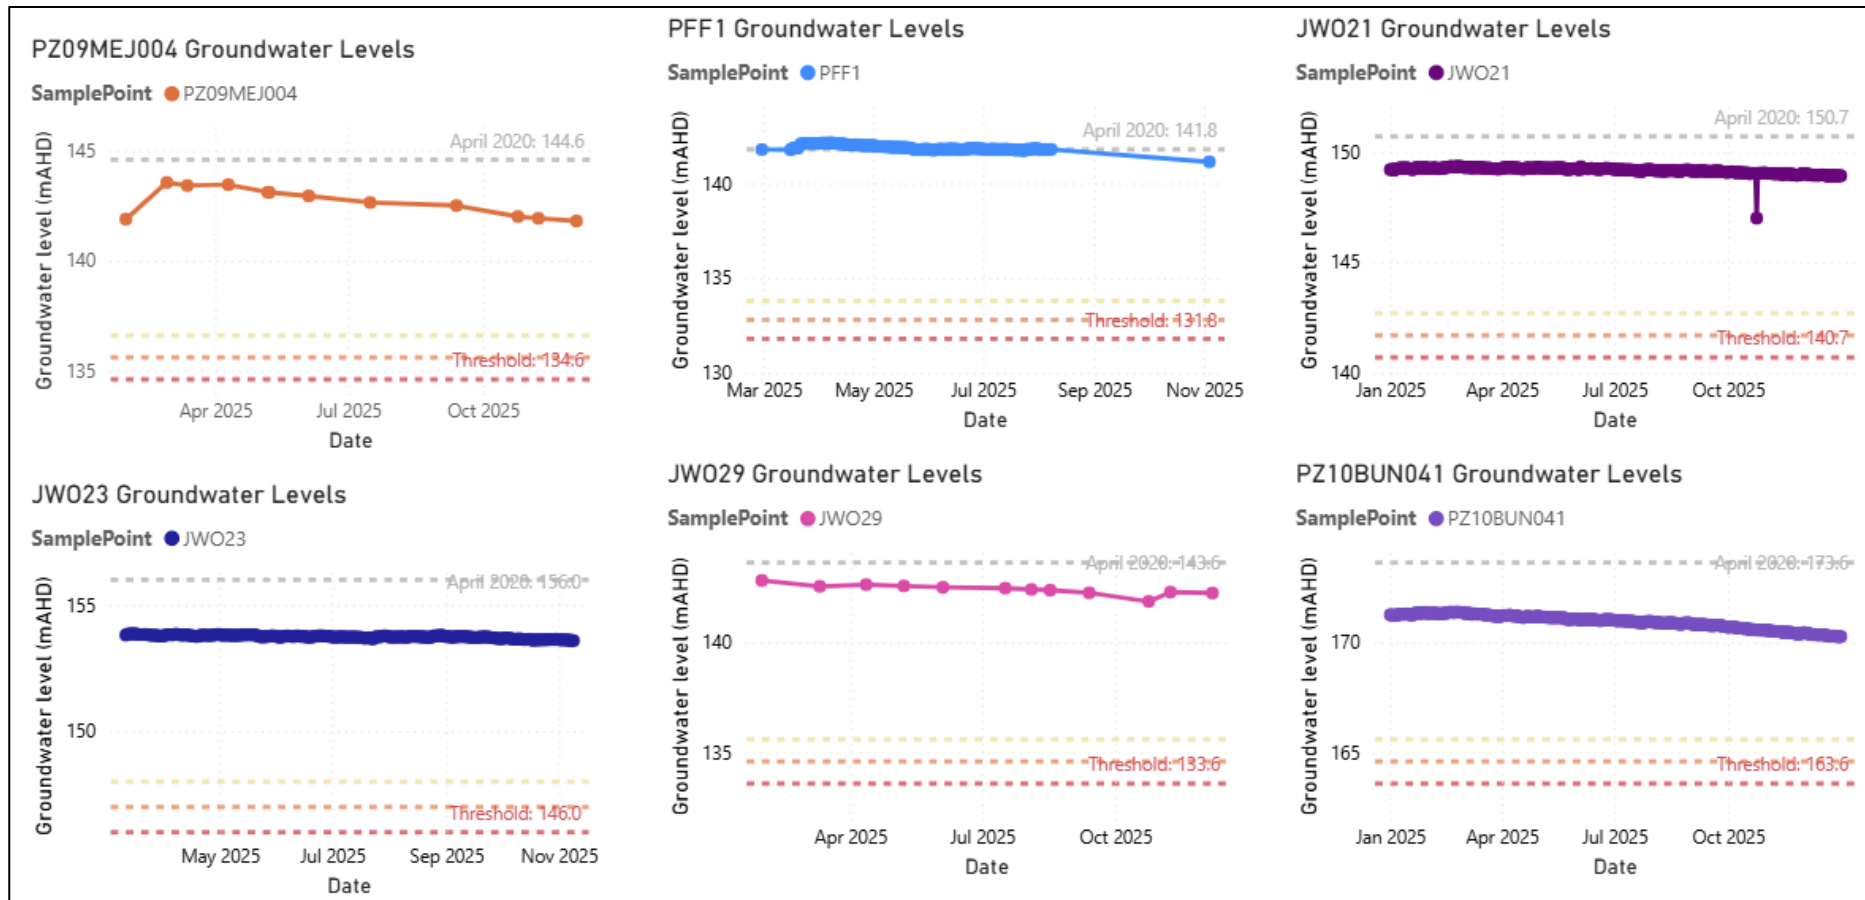 PZ09MEJ004 Groundwater Levels
SamplePoint PZ09MEJ004
April 2020: 144.6
145
140
135
Threshold: 134.6
Groundwater level (mAHD)
Apr 2025 Jul 2025 Oct 2025
Date
PFF1 Groundwater Levels
SamplePoint PFF1
April 2020: 141.8
140
135
130
Threshold: 131.8
Groundwater level (mAHD)
Mar 2025 May 2025 Jul 2025 Sep 2025 Nov 2025
Date
JWO21 Groundwater Levels
SamplePoint JWO21
April 2020: 150.7
150
145
140
Threshold: 140.7
Groundwater level (mAHD)
Jan 2025 Apr 2025 Jul 2025 Oct 2025
Date
JWO23 Groundwater Levels
SamplePoint JWO23
April 2020: 156.0
155
150
Threshold: 146.0
Groundwater level (mAHD)
May 2025 Jul 2025 Sep 2025 Nov 2025
Date
JWO29 Groundwater Levels
SamplePoint JWO29
April 2020: 143.6
140
135
Threshold: 133.6
Groundwater level (mAHD)
Apr 2025 Jul 2025 Oct 2025
Date
PZ10BUN041 Groundwater Levels
SamplePoint PZ10BUN041
April 2020: 173.6
170
165
Threshold: 163.6
Groundwater level (mAHD)
Jan 2025 Apr 2025 Jul 2025 Oct 2025
Date